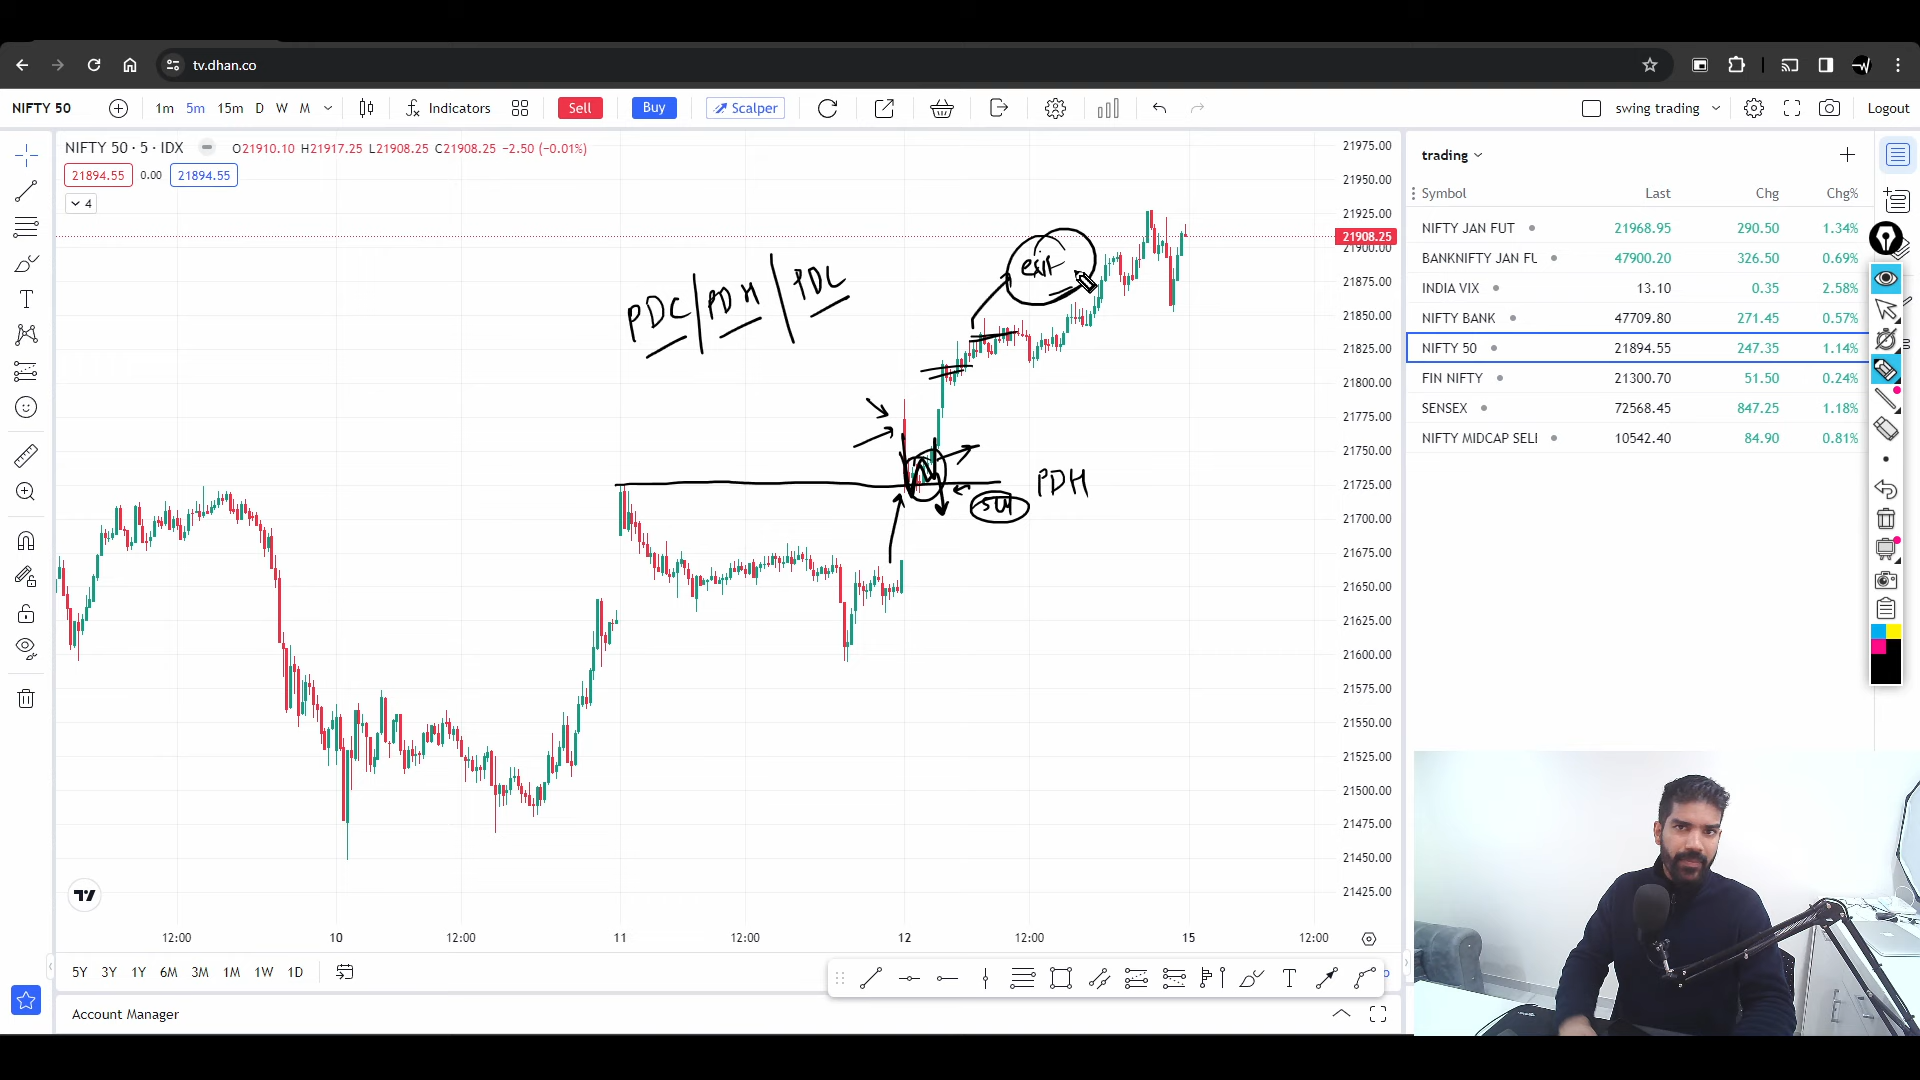 tv.dhan.co
NIFTY 50 1m 5m 15m D W M Indicators Sell Buy Scalper swing trading Logout
NIFTY 50 · 5 · IDX O21910.10 H21917.25 L21908.25 C21908.25 −2.50 (−0.01%)
21894.55 0.00 21894.55
4
21975.00
21950.00
21925.00
21908.25
21900.00
21875.00
21850.00
21825.00
21800.00
21775.00
21750.00
21725.00
21700.00
21675.00
21650.00
21625.00
21600.00
21575.00
21550.00
21525.00
21500.00
21475.00
21450.00
21425.00
PDC/PDH/PDL
exit
PDH
12:00 10 12:00 11 12:00 12 12:00 15 12:00
5Y 3Y 1Y 6M 3M 1M 1W 1D
Account Manager
trading
Symbol Last Chg Chg%
NIFTY JAN FUT 21968.95 290.50 1.34%
BANKNIFTY JAN FU 47900.20 326.50 0.69%
INDIA VIX 13.10 0.35 2.58%
NIFTY BANK 47709.80 271.45 0.57%
NIFTY 50 21894.55 247.35 1.14%
FIN NIFTY 21300.70 51.50 0.24%
SENSEX 72568.45 847.25 1.18%
NIFTY MIDCAP SELI 10542.40 84.90 0.81%